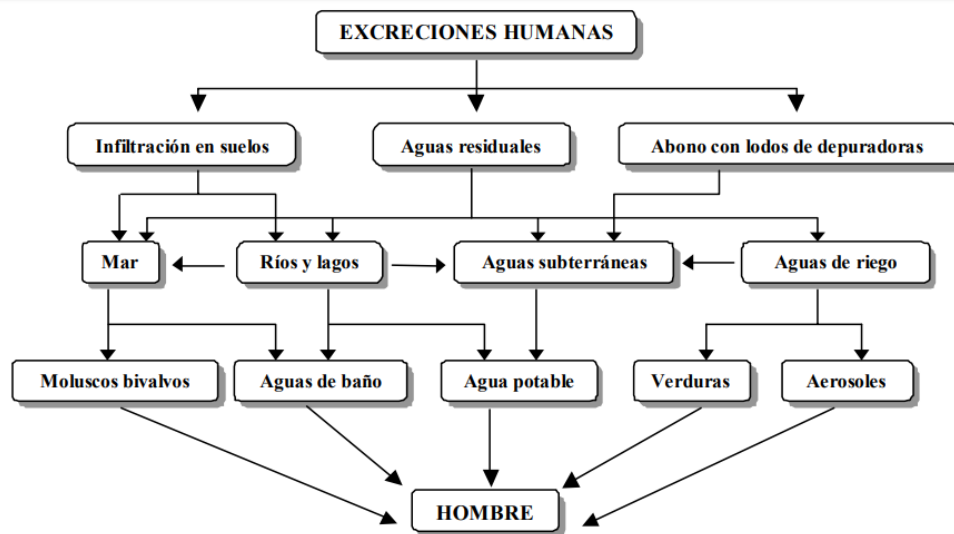 EXCRECIONES HUMANAS
Infiltración en suelos
Aguas residuales
Abono con lodos de depuradoras
Mar
Ríos y lagos
Aguas subterráneas
Aguas de riego
Moluscos bivalvos
Aguas de baño
Agua potable
Verduras
Aerosoles
HOMBRE